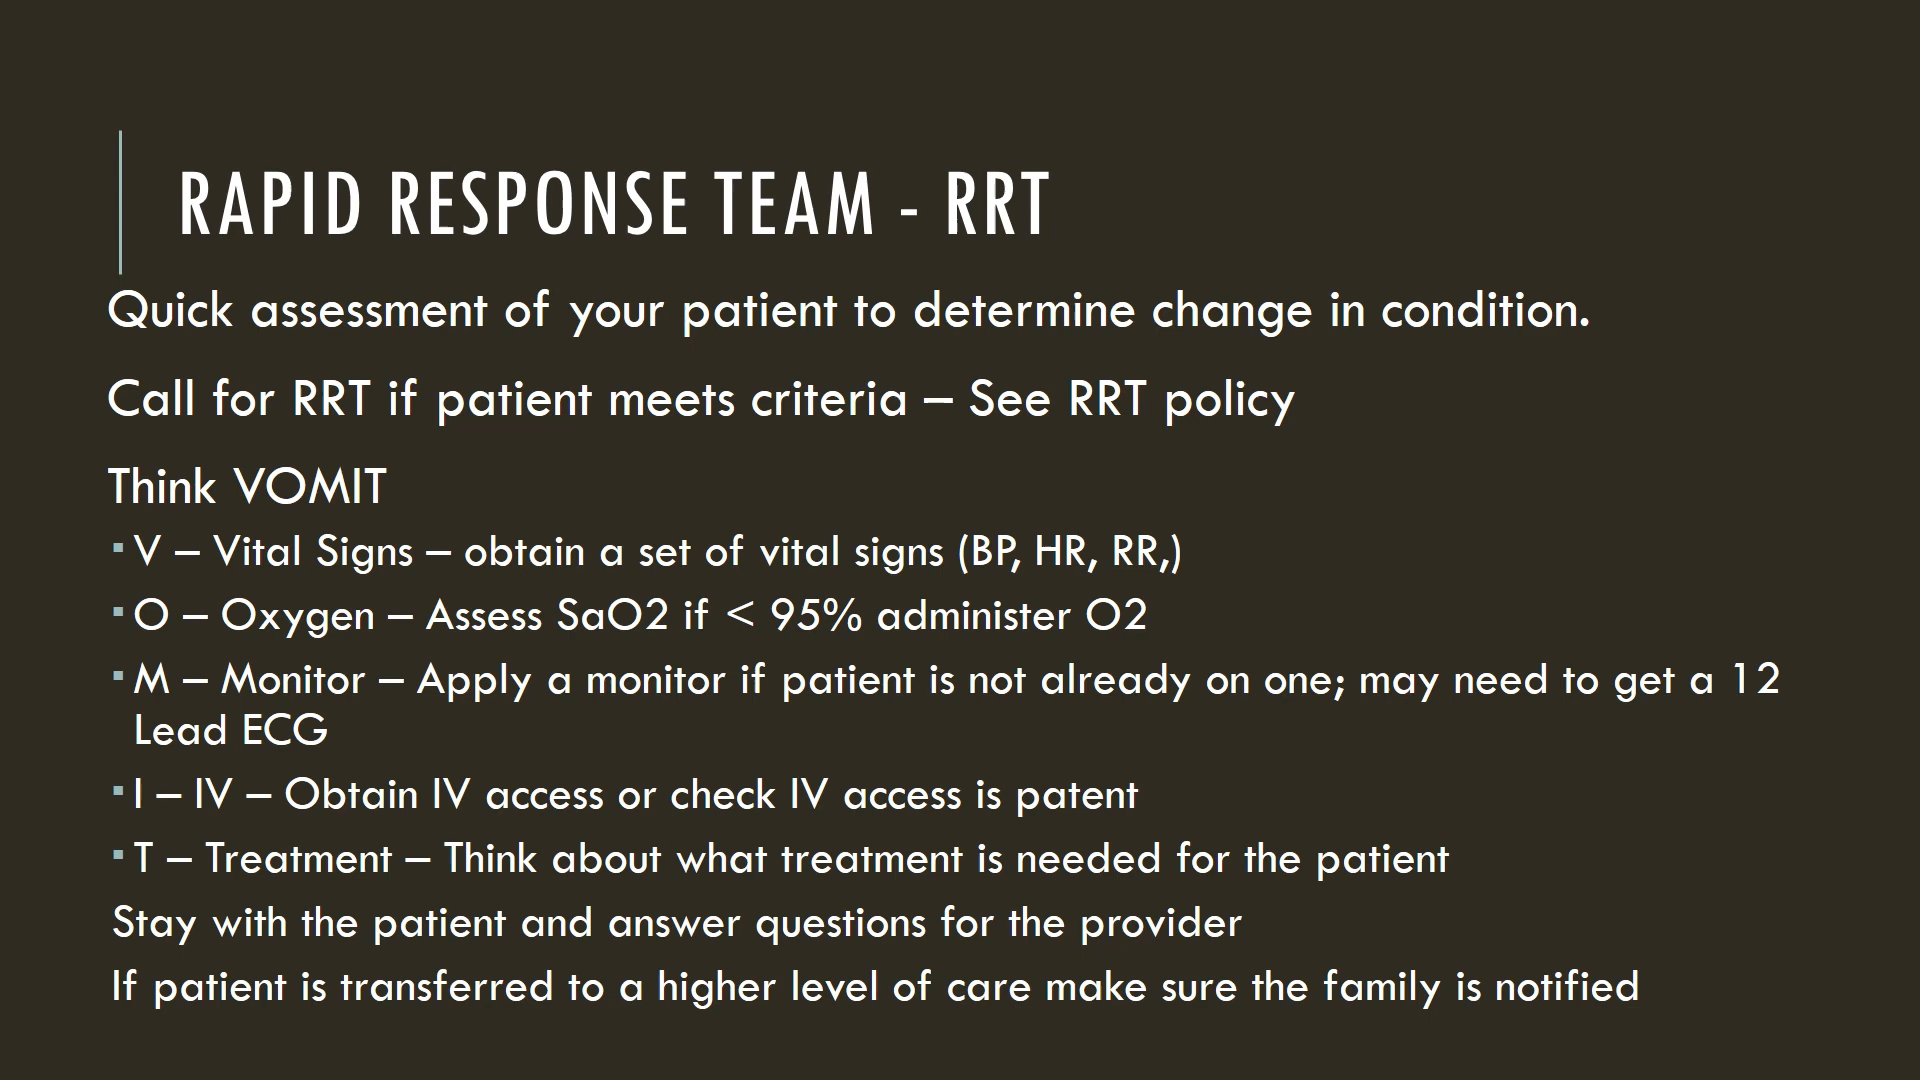 RAPID RESPONSE TEAM - RRT
Quick assessment of your patient to determine change in condition.
Call for RRT if patient meets criteria – See RRT policy
Think VOMIT
▪ V – Vital Signs – obtain a set of vital signs (BP, HR, RR,)
▪ O – Oxygen – Assess SaO2 if < 95% administer O2
▪ M – Monitor – Apply a monitor if patient is not already on one; may need to get a 12
Lead ECG
▪ I – IV – Obtain IV access or check IV access is patent
▪ T – Treatment – Think about what treatment is needed for the patient
Stay with the patient and answer questions for the provider
If patient is transferred to a higher level of care make sure the family is notified